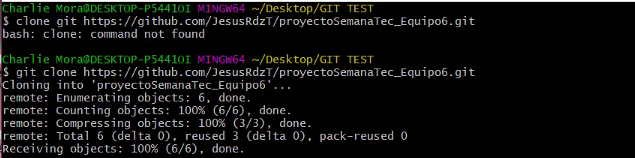 Charlie Mora@DESKTOP-P5441OI MINGW64 ~/Desktop/GIT TEST
$ clone git https://github.com/JesusRdzT/proyectoSemanaTec_Equipo6.git
bash: clone: command not found
Charlie Mora@DESKTOP-P5441OI MINGW64 ~/Desktop/GIT TEST
$ git clone https://github.com/JesusRdzT/proyectoSemanaTec_Equipo6.git
Cloning into 'proyectoSemanaTec_Equipo6'...
remote: Enumerating objects: 6, done.
remote: Counting objects: 100% (6/6), done.
remote: Compressing objects: 100% (3/3), done.
remote: Total 6 (delta 0), reused 3 (delta 0), pack-reused 0
Receiving objects: 100% (6/6), done.